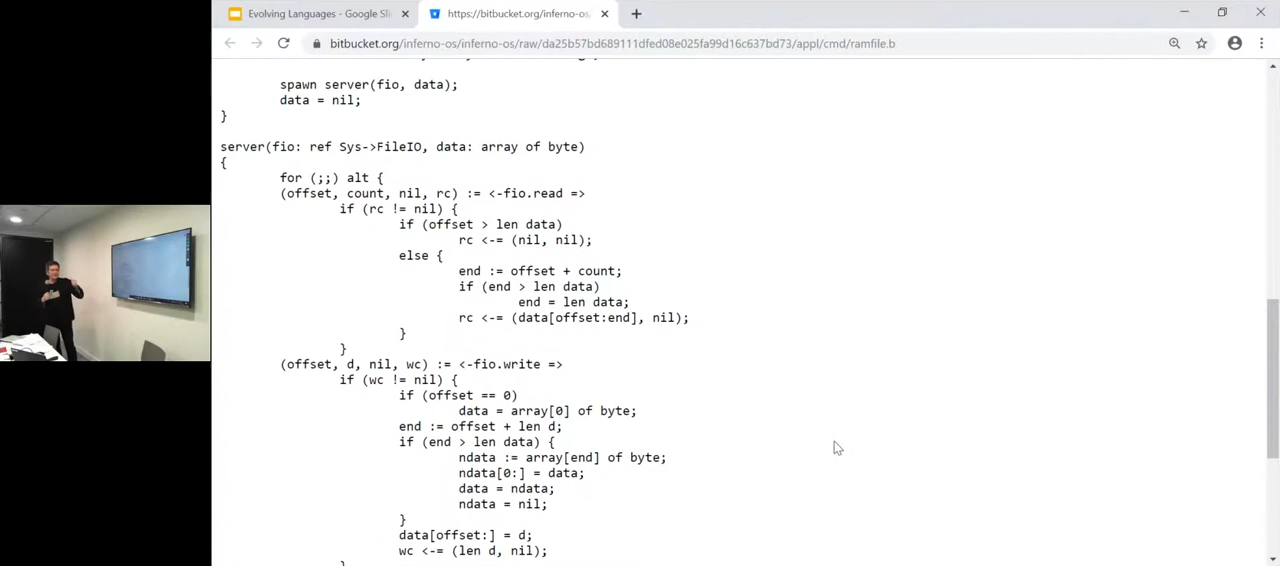 Evolving Languages - Google Sli
https://bitbucket.org/inferno-os/
bitbucket.org/inferno-os/inferno-os/raw/da25b57bd689111dfed08e025fa99d16c637bd73/appl/cmd/ramfile.b
spawn server(fio, data);
data = nil;
}
server(fio: ref Sys->FileIO, data: array of byte)
{
for (;;) alt {
(offset, count, nil, rc) := <-fio.read =>
if (rc != nil) {
if (offset > len data)
rc <-= (nil, nil);
else {
end := offset + count;
if (end > len data)
end = len data;
rc <-= (data[offset:end], nil);
}
}
(offset, d, nil, wc) := <-fio.write =>
if (wc != nil) {
if (offset == 0)
data = array[0] of byte;
end := offset + len d;
if (end > len data) {
ndata := array[end] of byte;
ndata[0:] = data;
data = ndata;
ndata = nil;
}
data[offset:] = d;
wc <-= (len d, nil);